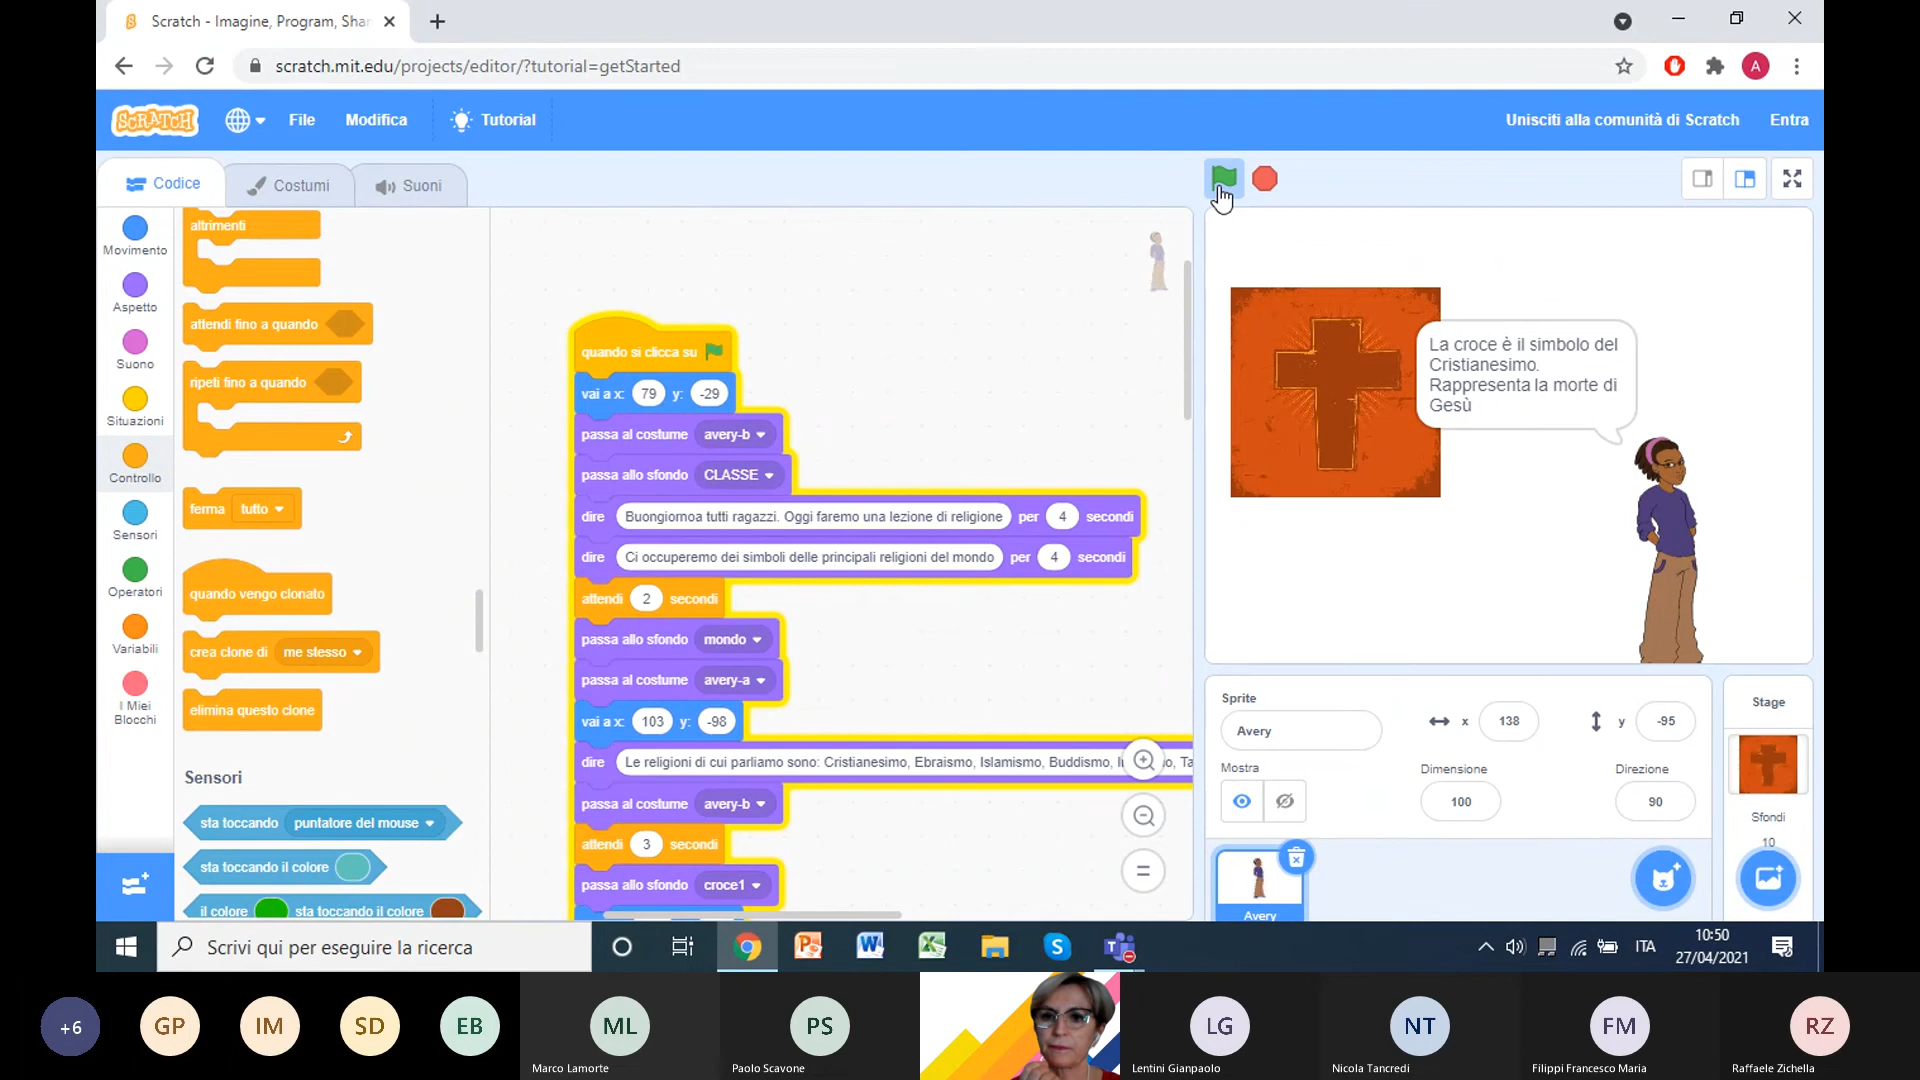 Scratch - Imagine, Program, Shar
scratch.mit.edu/projects/editor/?tutorial=getStarted
A
SCRATCH
File
Modifica
Tutorial
Unisciti alla comunità di Scratch
Entra
Codice
Costumi
Suoni
Movimento
Aspetto
Suono
Situazioni
Controllo
Sensori
Operatori
Variabili
I Miei
Blocchi
altrimenti
attendi fino a quando
ripeti fino a quando
ferma tutto
quando vengo clonato
crea clone di me stesso
elimina questo clone
Sensori
sta toccando puntatore del mouse
sta toccando il colore
il colore sta toccando il colore
quando si clicca su
vai a x: 79 y: -29
passa al costume avery-b
passa allo sfondo CLASSE
dire Buongiornoa tutti ragazzi. Oggi faremo una lezione di religione per 4 secondi
dire Ci occuperemo dei simboli delle principali religioni del mondo per 4 secondi
attendi 2 secondi
passa allo sfondo mondo
passa al costume avery-a
vai a x: 103 y: -98
dire Le religioni di cui parliamo sono: Cristianesimo, Ebraismo, Islamismo, Buddismo, I o, Ta
passa al costume avery-b
attendi 3 secondi
passa allo sfondo croce1
La croce è il simbolo del
Cristianesimo.
Rappresenta la morte di
Gesù
Sprite
Avery
x 138
y -95
Mostra
Dimensione
100
Direzione
90
Avery
Stage
Sfondi
10
Scrivi qui per eseguire la ricerca
ITA
10:50
27/04/2021
+6
GP
IM
SD
EB
ML
Marco Lamorte
PS
Paolo Scavone
LG
Lentini Gianpaolo
NT
Nicola Tancredi
FM
Filippi Francesco Maria
RZ
Raffaele Zichella